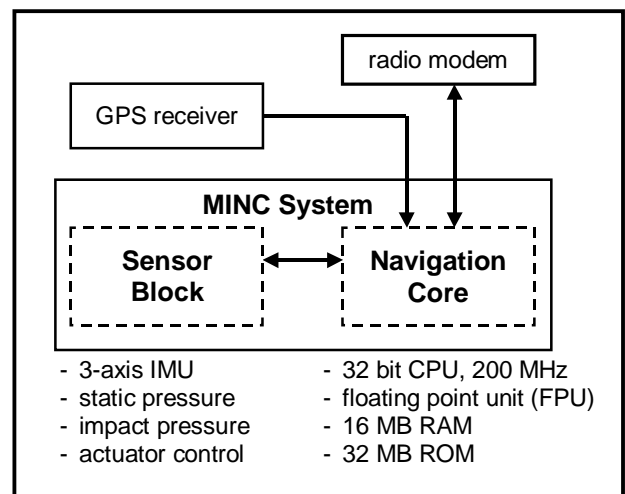 radio modem
GPS receiver
MINC System
Sensor
Block
Navigation
Core
- 3-axis IMU
- static pressure
- impact pressure
- actuator control
- 32 bit CPU, 200 MHz
- floating point unit (FPU)
- 16 MB RAM
- 32 MB ROM